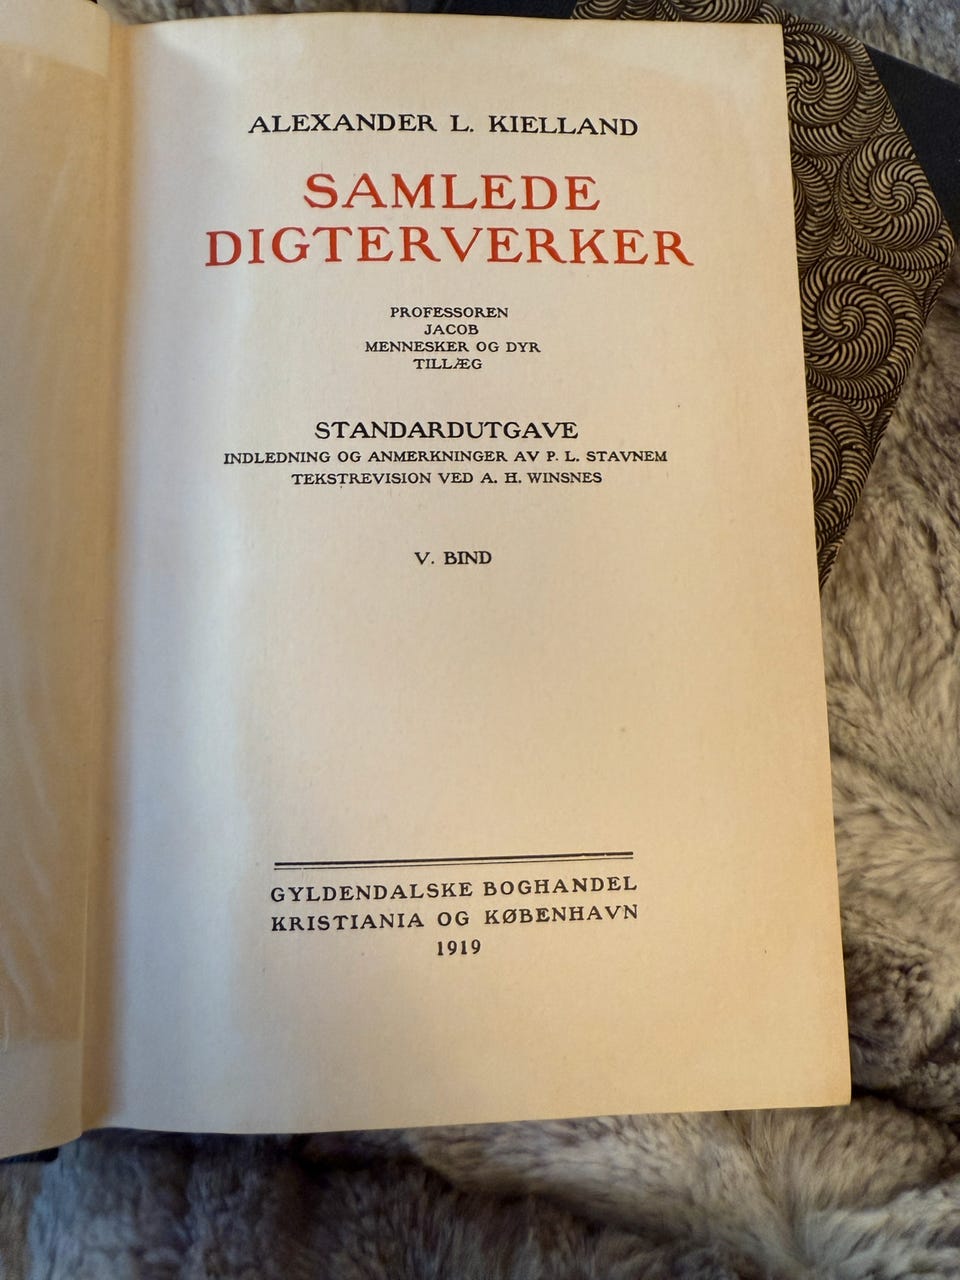 ALEXANDER L. KIELLAND
SAMLEDE
DIGTERVERKER
PROFESSOREN
JACOB
MENNESKER OG DYR
TILLÆG
STANDARDUTGAVE
INDLEDNING OG ANMERKNINGER AV P. L. STAVNEM
TEKSTREVISION VED A. H. WINSNES
V. BIND
GYLDENDALSKE BOGHANDEL
KRISTIANIA OG KØBENHAVN
1919